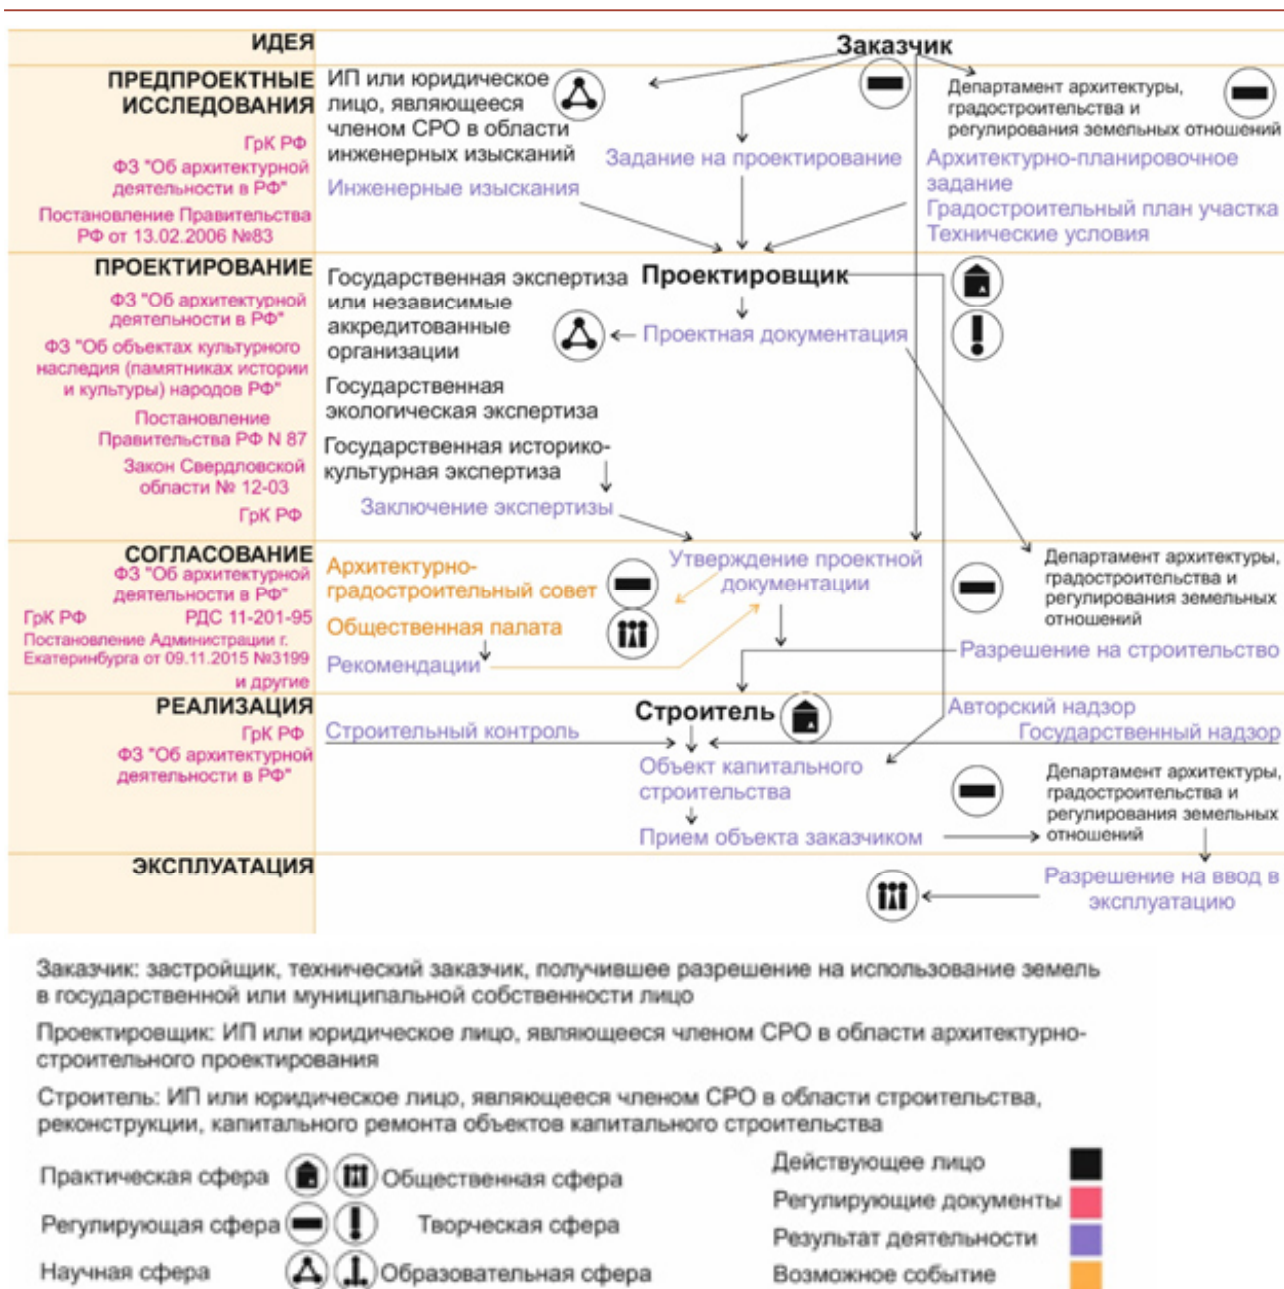 ИДЕЯ
Заказчик
ПРЕДПРОЕКТНЫЕ
ИССЛЕДОВАНИЯ
ГрК РФ
ФЗ "Об архитектурной
деятельности в РФ"
Постановление Правительства
РФ от 13.02.2006 №83
ИП или юридическое
лицо, являющееся
членом СРО в области
инженерных изысканий
Инженерные изыскания
Задание на проектирование
Департамент архитектуры,
градостроительства и
регулирования земельных отношений
Архитектурно-планировочное
задание
Градостроительный план участка
Технические условия
ПРОЕКТИРОВАНИЕ
ФЗ "Об архитектурной
деятельности в РФ"
ФЗ "Об объектах культурного
наследия (памятниках истории
и культуры) народов РФ"
Постановление
Правительства РФ N 87
Закон Свердловской
области № 12-03
ГрК РФ
Государственная экспертиза
или независимые
аккредитованные
организации
Государственная
экологическая экспертиза
Государственная историко-
культурная экспертиза
Заключение экспертизы
Проектировщик
Проектная документация
СОГЛАСОВАНИЕ
ФЗ "Об архитектурной
деятельности в РФ"
ГрК РФ РДС 11-201-95
Постановление Администрации г.
Екатеринбурга от 09.11.2015 №3199
и другие
Архитектурно-
градостроительный совет
Общественная палата
Рекомендации
Утверждение проектной
документации
Департамент архитектуры,
градостроительства и
регулирования земельных
отношений
Разрешение на строительство
РЕАЛИЗАЦИЯ
ГрК РФ
ФЗ "Об архитектурной
деятельности в РФ"
Строительный контроль
Строитель
Авторский надзор
Государственный надзор
Объект капитального
строительства
Прием объекта заказчиком
Департамент архитектуры,
градостроительства и
регулирования земельных
отношений
ЭКСПЛУАТАЦИЯ
Разрешение на ввод в
эксплуатацию
Заказчик: застройщик, технический заказчик, получившее разрешение на использование земель
в государственной или муниципальной собственности лицо
Проектировщик: ИП или юридическое лицо, являющееся членом СРО в области архитектурно-
строительного проектирования
Строитель: ИП или юридическое лицо, являющееся членом СРО в области строительства,
реконструкции, капитального ремонта объектов капитального строительства
Практическая сфера
Общественная сфера
Регулирующая сфера
Творческая сфера
Научная сфера
Образовательная сфера
Действующее лицо
Регулирующие документы
Результат деятельности
Возможное событие